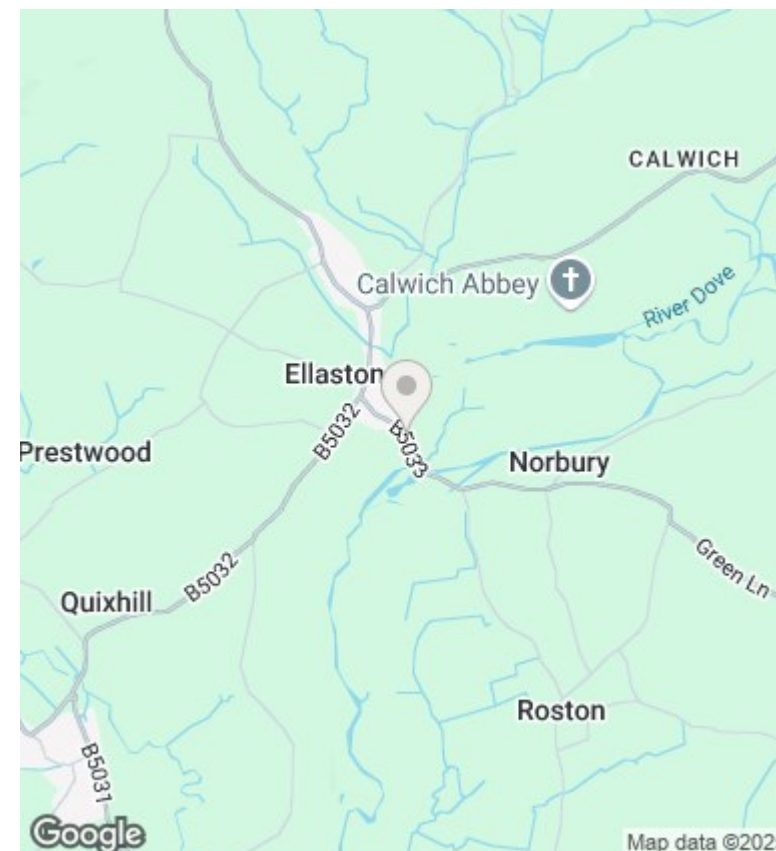 CALWICH
Calwich Abbey
River Dove
Ellaston
B5032
B5033
Prestwood
Norbury
Green Ln
B5032
Quixhill
Roston
B5031
Google
Map data ©202